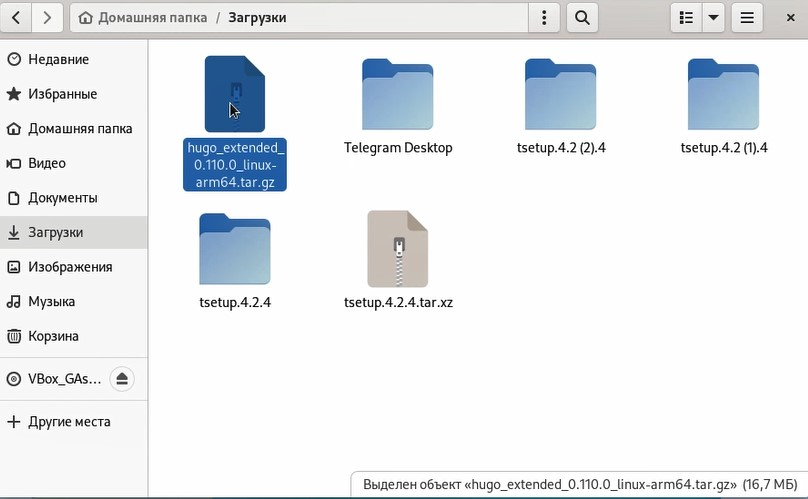 Домашняя папка / Загрузки
Недавние
Избранные
Домашняя папка
Видео
Документы
Загрузки
Изображения
Музыка
Корзина
VBox_GAs...
Другие места
hugo_extended_
0.110.0_linux-
arm64.tar.gz
Telegram Desktop
tsetup.4.2 (2).4
tsetup.4.2 (1).4
tsetup.4.2.4
tsetup.4.2.4.tar.xz
Выделен объект «hugo_extended_0.110.0_linux-arm64.tar.gz» (16,7 МБ)